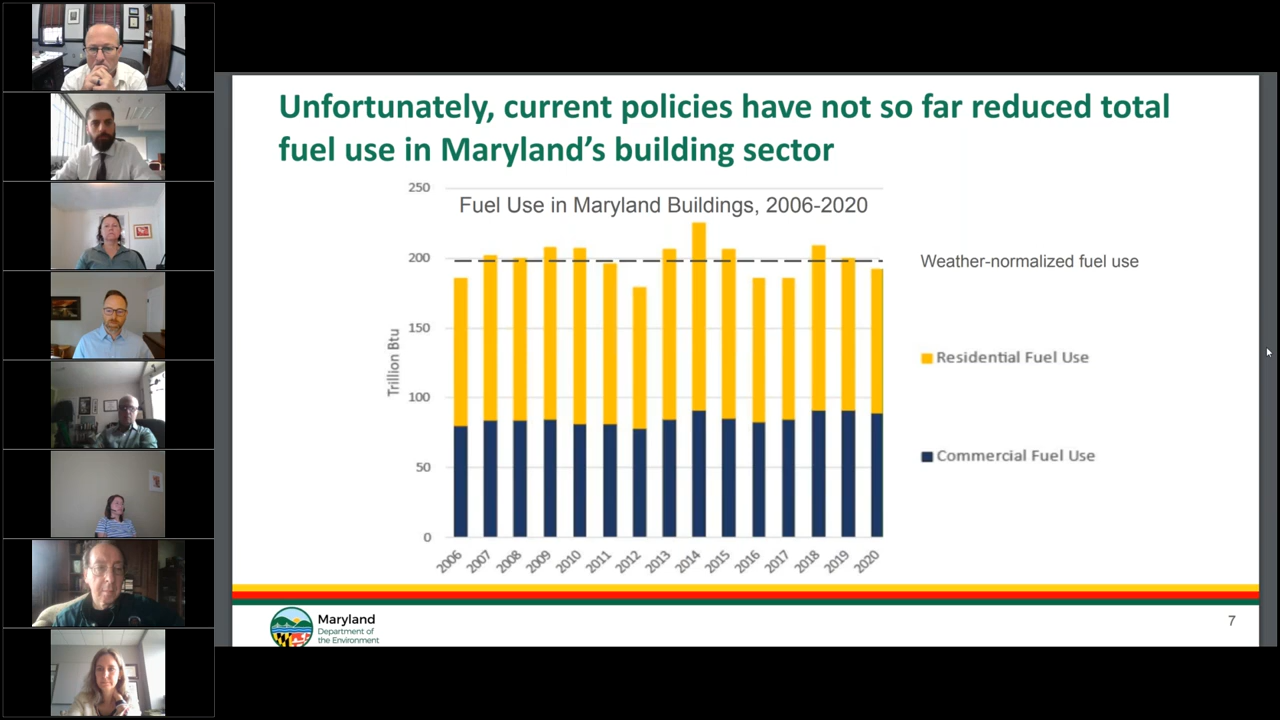 Unfortunately, current policies have not so far reduced total
fuel use in Maryland's building sector
Fuel Use in Maryland Buildings, 2006-2020
250
200
150
100
50
0
Trillion Btu
2006
2007
2008
2009
2010
2011
2012
2013
2014
2015
2016
2017
2018
2019
2020
Weather-normalized fuel use
Residential Fuel Use
Commercial Fuel Use
Maryland
Department of
the Environment
7